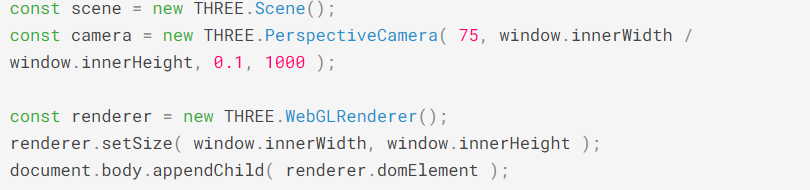 const scene = new THREE.Scene();
const camera = new THREE.PerspectiveCamera( 75, window.innerWidth /
window.innerHeight, 0.1, 1000 );
const renderer = new THREE.WebGLRenderer();
renderer.setSize( window.innerWidth, window.innerHeight );
document.body.appendChild( renderer.domElement );